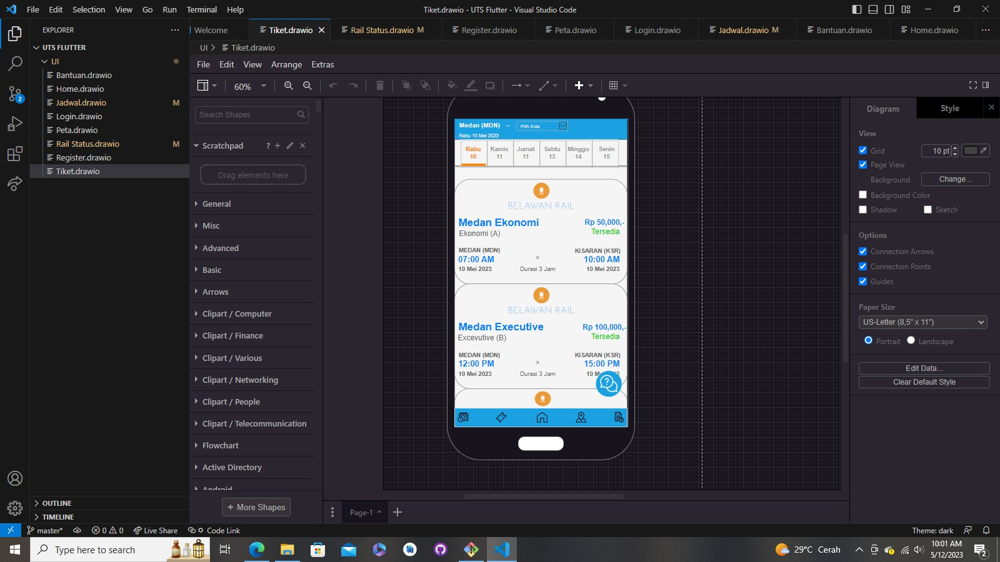 File Edit Selection View Go Run Terminal Help
Tiket.drawio - UTS Flutter - Visual Studio Code
EXPLORER
UTS FLUTTER
UI
Bantuan.drawio
Home.drawio
Jadwal.drawio M
Login.drawio
Peta.drawio
Rail Status.drawio M
Register.drawio
Tiket.drawio
OUTLINE
TIMELINE
Welcome
Tiket.drawio
Rail Status.drawio M
Register.drawio
Peta.drawio
Login.drawio
Jadwal.drawio M
Bantuan.drawio
Home.drawio
UI > Tiket.drawio
File Edit View Arrange Extras
60%
Search Shapes
Scratchpad ?
Drag elements here
General
Misc
Advanced
Basic
Arrows
Clipart / Computer
Clipart / Finance
Clipart / Various
Clipart / Networking
Clipart / People
Clipart / Telecommunication
Flowchart
Active Directory
Android
+ More Shapes
Medan (MDN) – Pilih Kota
Rabu 10 Mei 2023
Rabu Kamis Jumat Sabtu Minggu Senin
10 11 11 13 14 15
BELAWAN RAIL
Medan Ekonomi Rp 50,000,-
Ekonomi (A) Tersedia
MEDAN (MDN) KISARAN (KSR)
07:00 AM > 10:00 AM
10 Mei 2023 Durasi 3 Jam 10 Mei 2023
BELAWAN RAIL
Medan Executive Rp 100,000,-
Excevutive (B) Tersedia
MEDAN (MDN) KISARAN (KSR)
12:00 PM > 15:00 PM
10 Mei 2023 Durasi 3 Jam 10
Page-1
Diagram Style
View
Grid 10 pt
Page View
Background Change...
Background Color
Shadow Sketch
Options
Connection Arrows
Connection Points
Guides
Paper Size
US-Letter (8,5" x 11")
Portrait Landscape
Edit Data...
Clear Default Style
master* 0 0 Live Share Code Link
Theme: dark
Type here to search
29°C Cerah
10:01 AM
5/12/2023
2